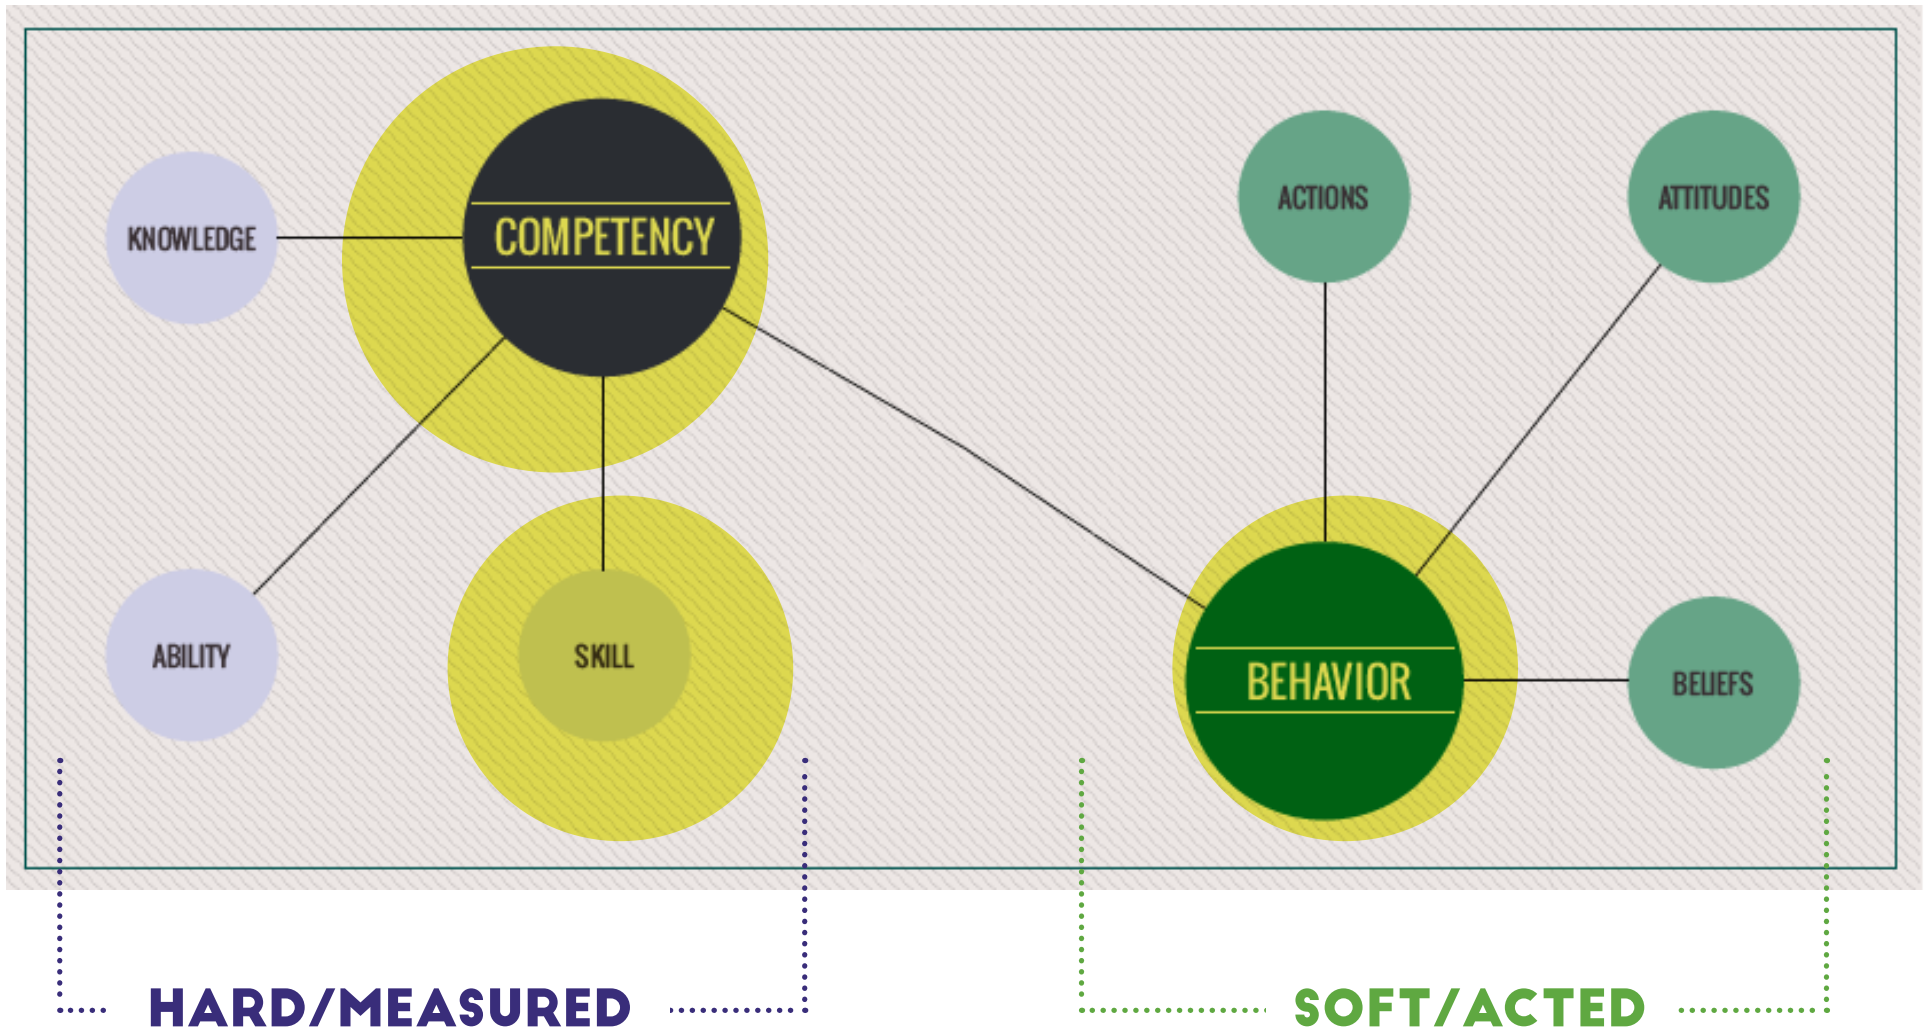 KNOWLEDGE
COMPETENCY
ACTIONS
ATTITUDES
ABILITY
SKILL
BEHAVIOR
BELIEFS
HARD/MEASURED
SOFT/ACTED